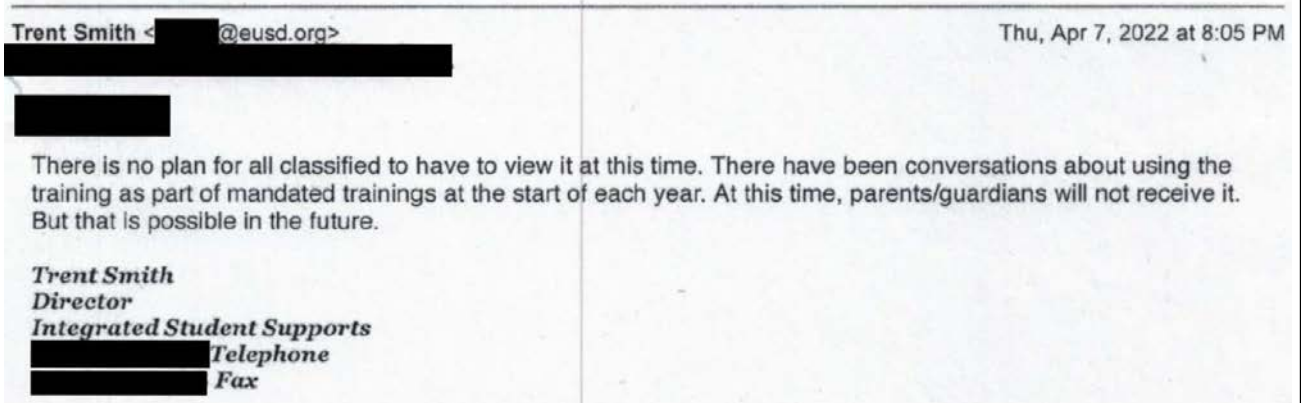 Trent Smith < @eusd.org> Thu, Apr 7, 2022 at 8:05 PM
There is no plan for all classified to have to view it at this time. There have been conversations about using the
training as part of mandated trainings at the start of each year. At this time, parents/guardians will not receive it.
But that is possible in the future.
Trent Smith
Director
Integrated Student Supports
Telephone
Fax